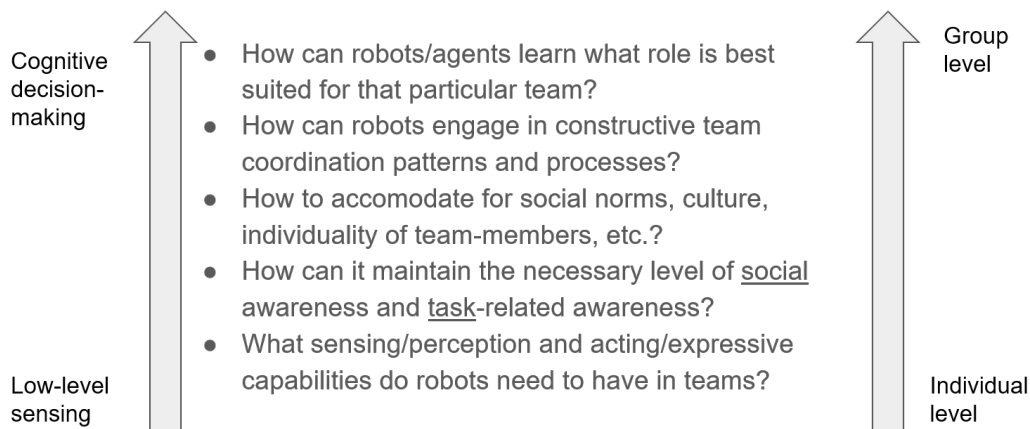 Cognitive
decision-
making
Low-level
sensing
● How can robots/agents learn what role is best
suited for that particular team?
● How can robots engage in constructive team
coordination patterns and processes?
● How to accomodate for social norms, culture,
individuality of team-members, etc.?
● How can it maintain the necessary level of social
awareness and task-related awareness?
● What sensing/perception and acting/expressive
capabilities do robots need to have in teams?
Group
level
Individual
level